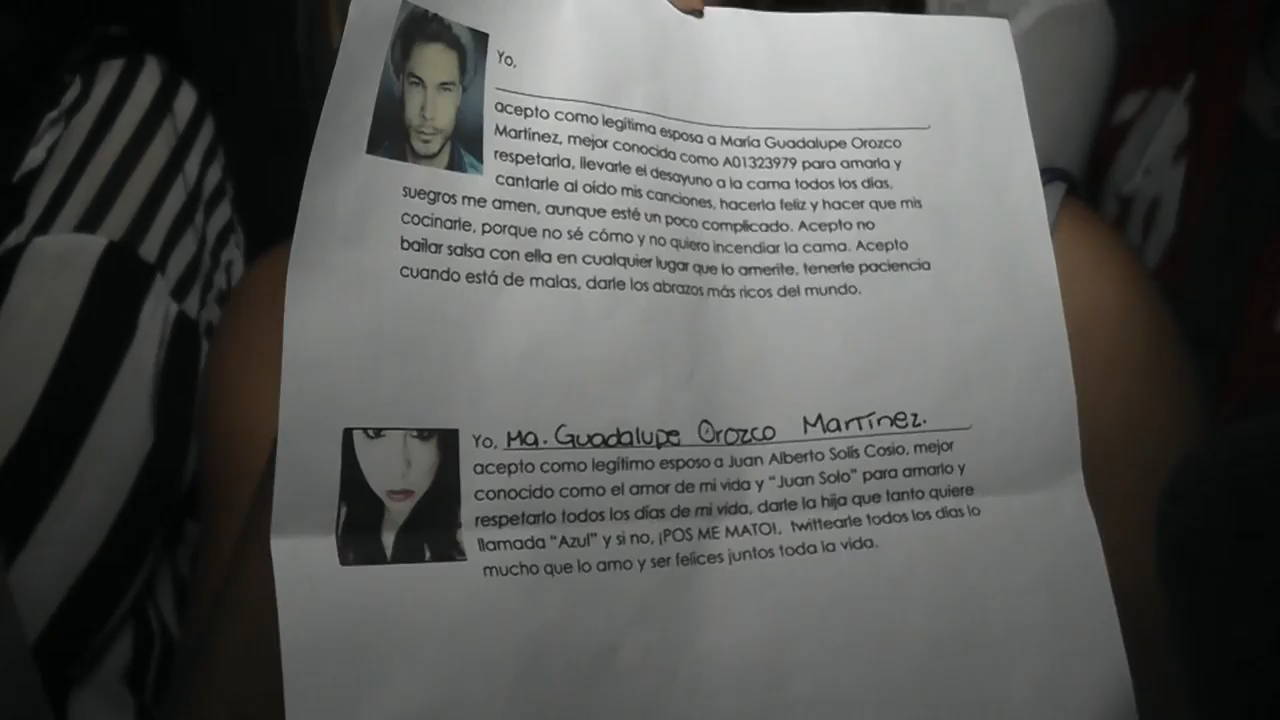 Yo,
acepto como legítima esposa a María Guadalupe Orozco
Martínez, mejor conocida como A01323979 para amarla y
respetarla, llevarle el desayuno a la cama todos los días,
cantarle al oído mis canciones, hacerla feliz y hacer que mis
suegros me amen, aunque esté un poco complicado. Acepto no
cocinarle, porque no sé cómo y no quiero incendiar la cama. Acepto
bailar salsa con ella en cualquier lugar que lo amerite, tenerle paciencia
cuando está de malas, darle los abrazos más ricos del mundo.
Yo, Ma. Guadalupe Orozco Martínez.
acepto como legítimo esposo a Juan Alberto Solís Cosio, mejor
conocido como el amor de mi vida y "Juan Solo" para amarlo y
respetarlo todos los días de mi vida, darle la hija que tanto quiere
llamada "Azul" y si no, ¡POS ME MATO!, twittearle todos los días lo
mucho que lo amo y ser felices juntos toda la vida.